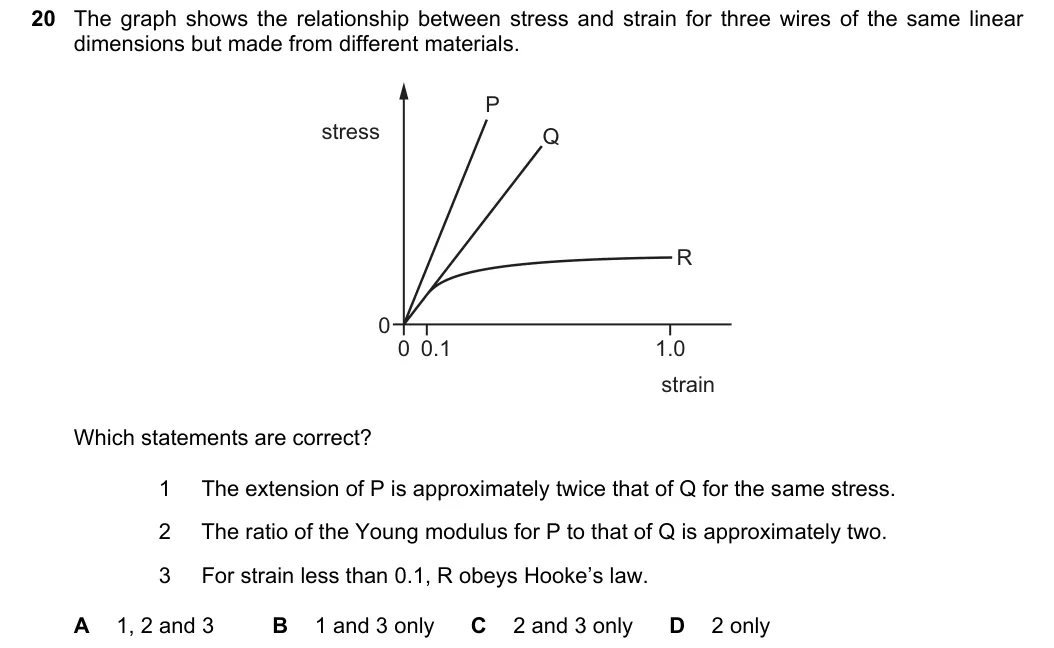 20 The graph shows the relationship between stress and strain for three wires of the same linear
dimensions but made from different materials.
P
stress
Q
R
0
0 0.1 1.0
strain
Which statements are correct?
1 The extension of P is approximately twice that of Q for the same stress.
2 The ratio of the Young modulus for P to that of Q is approximately two.
3 For strain less than 0.1, R obeys Hooke's law.
A 1, 2 and 3 B 1 and 3 only C 2 and 3 only D 2 only